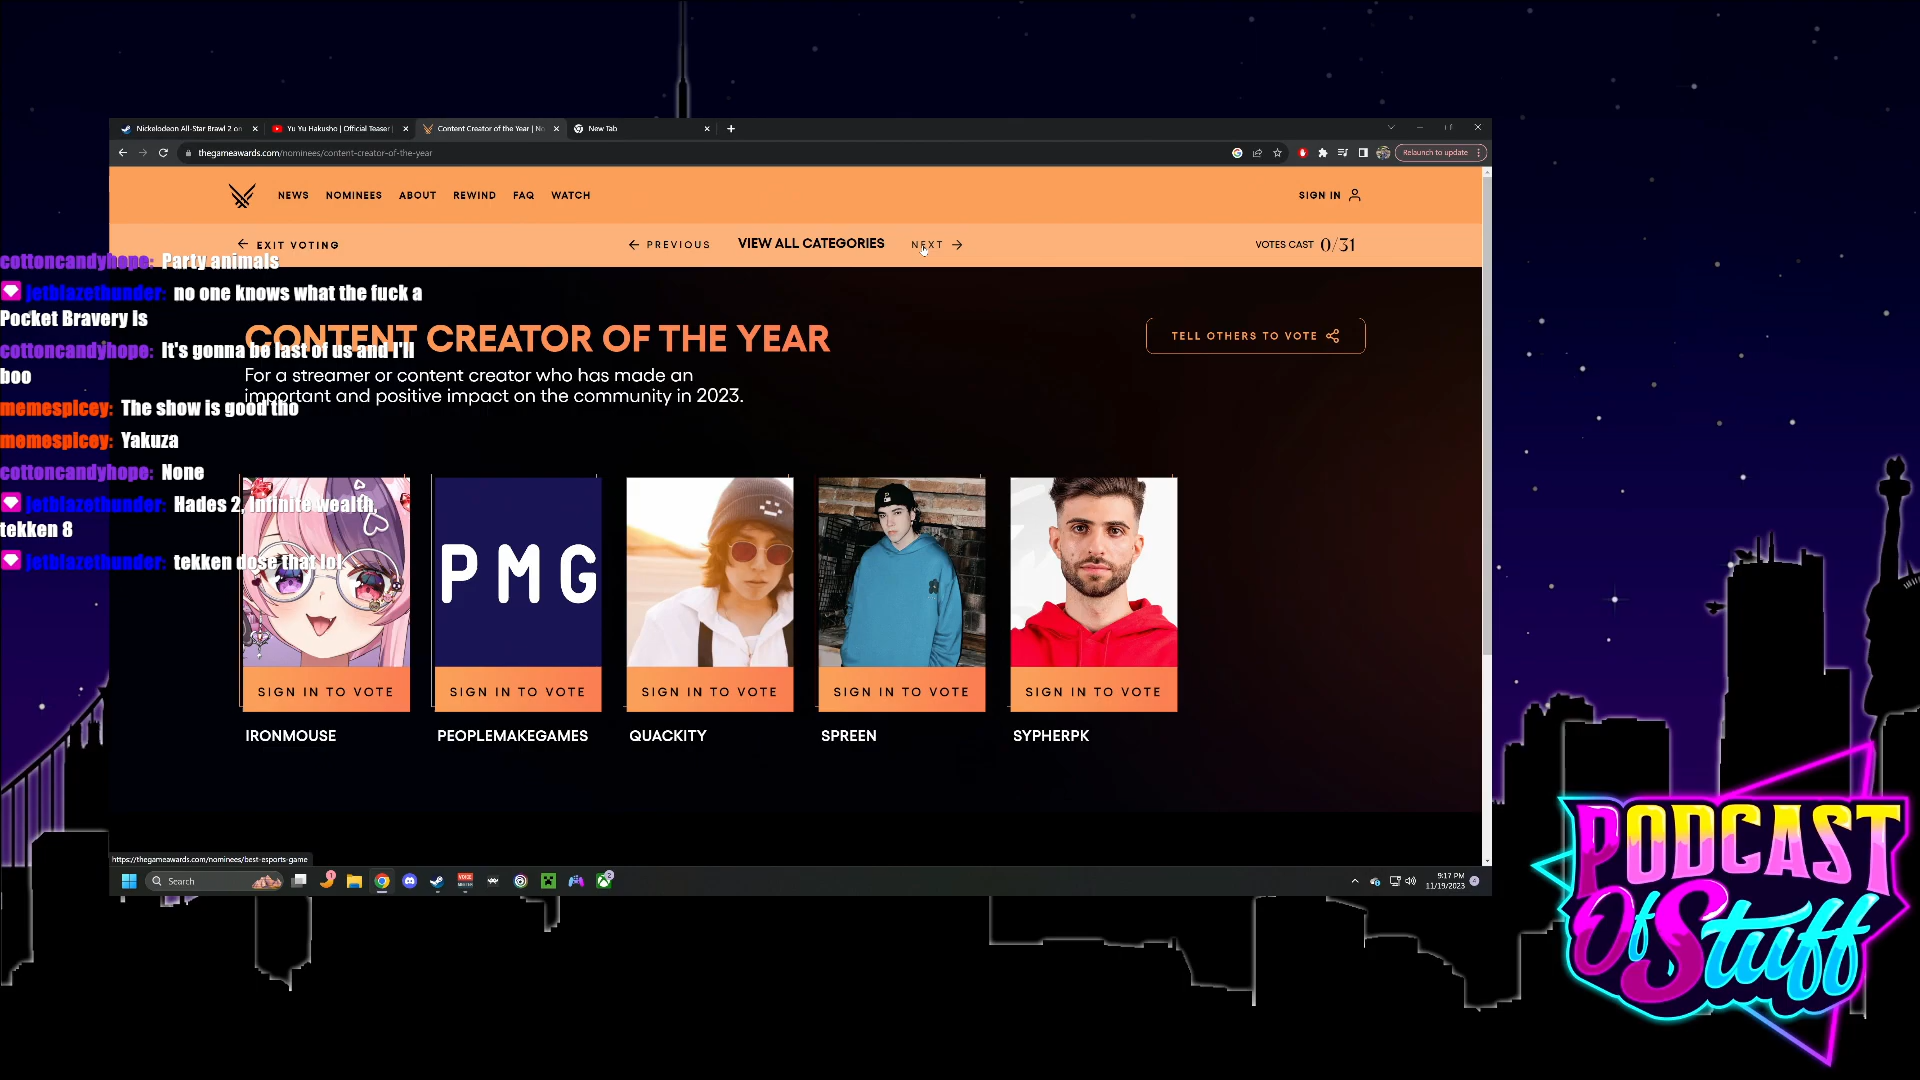 Nickelodeon All-Star Brawl 2 on
Yu Yu Hakusho | Official Teaser |
Content Creator of the Year | No
New Tab
thegameawards.com/nominees/content-creator-of-the-year
Relaunch to update
NEWS
NOMINEES
ABOUT
REWIND
FAQ
WATCH
SIGN IN
EXIT VOTING
PREVIOUS
VIEW ALL CATEGORIES
NEXT
VOTES CAST 0/31
cottoncandyhope: Party animals
jetblazethunder: no one knows what the fuck a
Pocket Bravery is
cottoncandyhope: It's gonna be last of us and I'll
boo
memespicey: The show is good tho
memespicey: Yakuza
cottoncandyhope: None
jetblazethunder: Hades 2, Infinite wealth,
tekken 8
jetblazethunder: tekken dose that lol
CONTENT CREATOR OF THE YEAR
TELL OTHERS TO VOTE
For a streamer or content creator who has made an
important and positive impact on the community in 2023.
PMG
SIGN IN TO VOTE
SIGN IN TO VOTE
SIGN IN TO VOTE
SIGN IN TO VOTE
SIGN IN TO VOTE
IRONMOUSE
PEOPLEMAKEGAMES
QUACKITY
SPREEN
SYPHERPK
https://thegameawards.com/nominees/best-esports-game
Search
9:17 PM
11/19/2023
PODCAST
Of Stuff